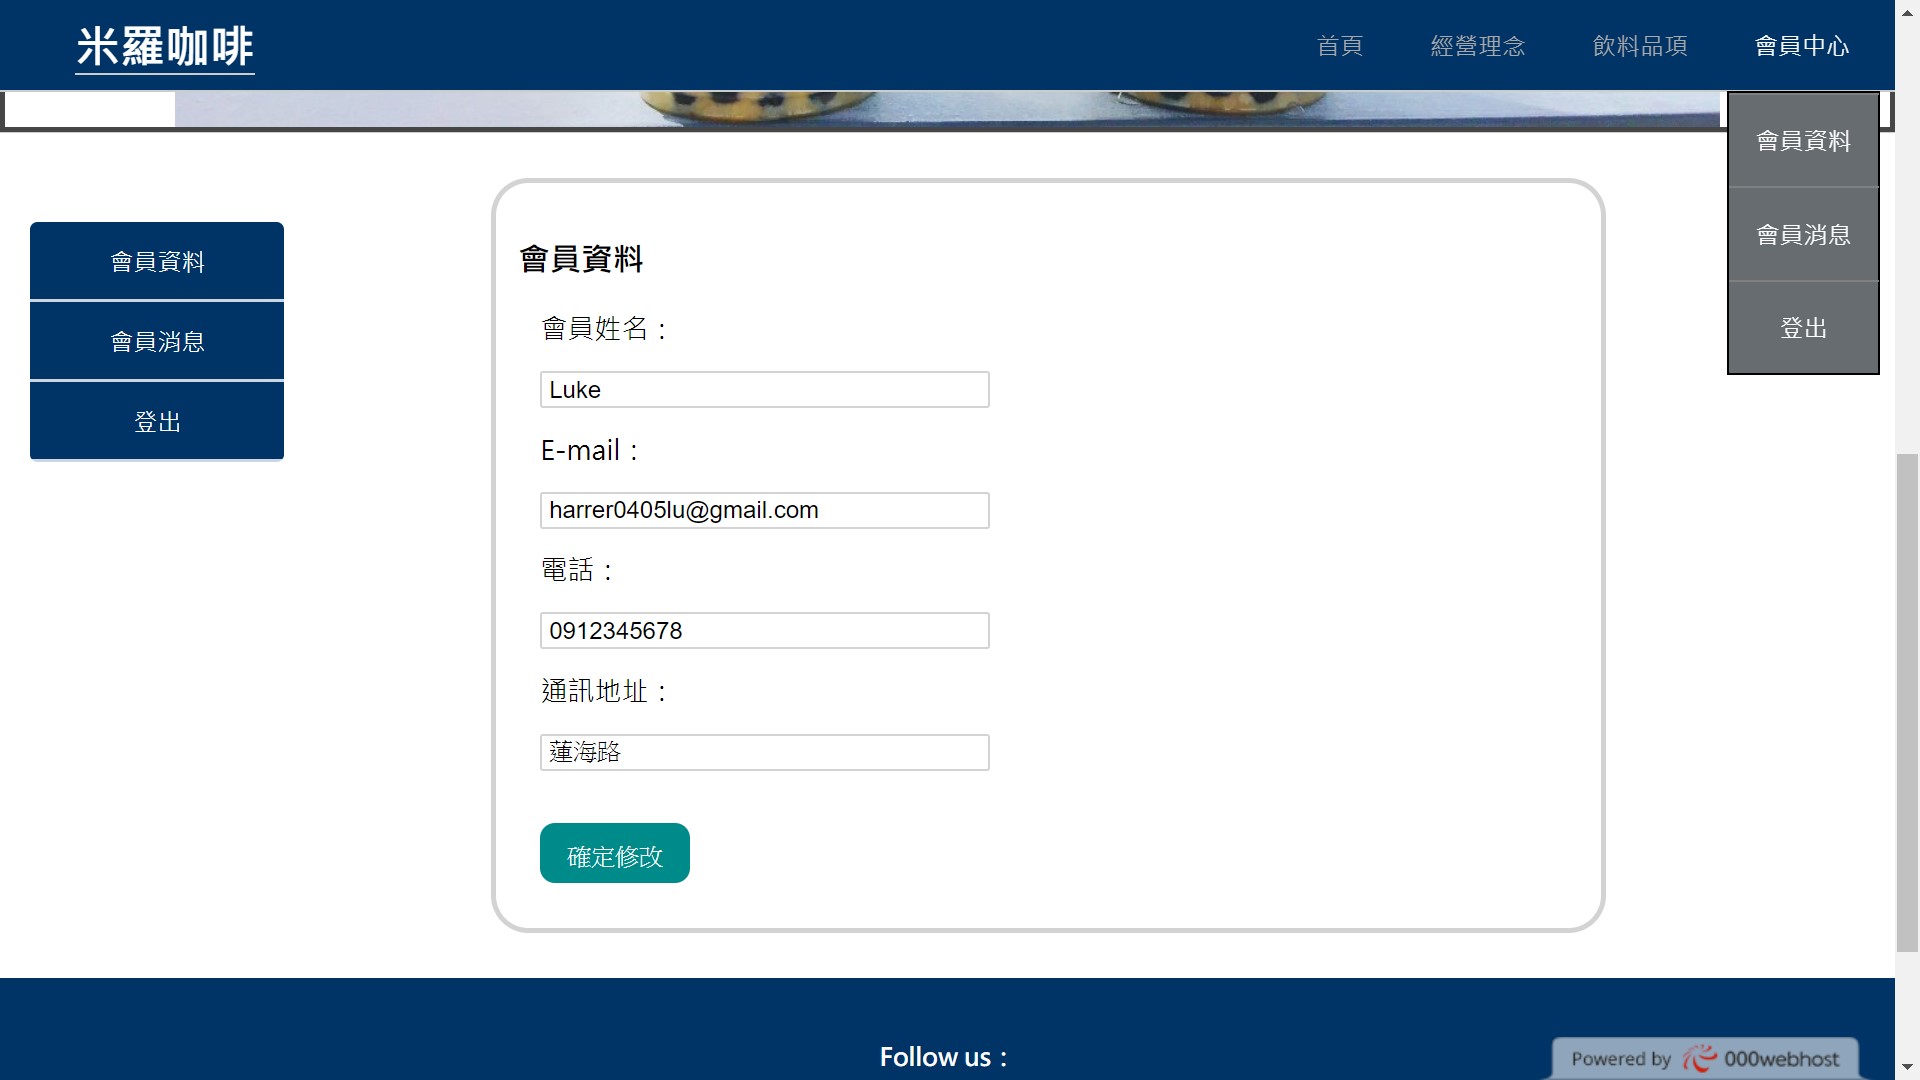 米羅咖啡
首頁
經營理念
飲料品項
會員中心
會員資料
會員消息
登出
會員資料
會員消息
登出
會員資料
會員姓名：
Luke
E-mail：
harrer0405lu@gmail.com
電話：
0912345678
通訊地址：
蓮海路
確定修改
Follow us：
Powered by 000webhost